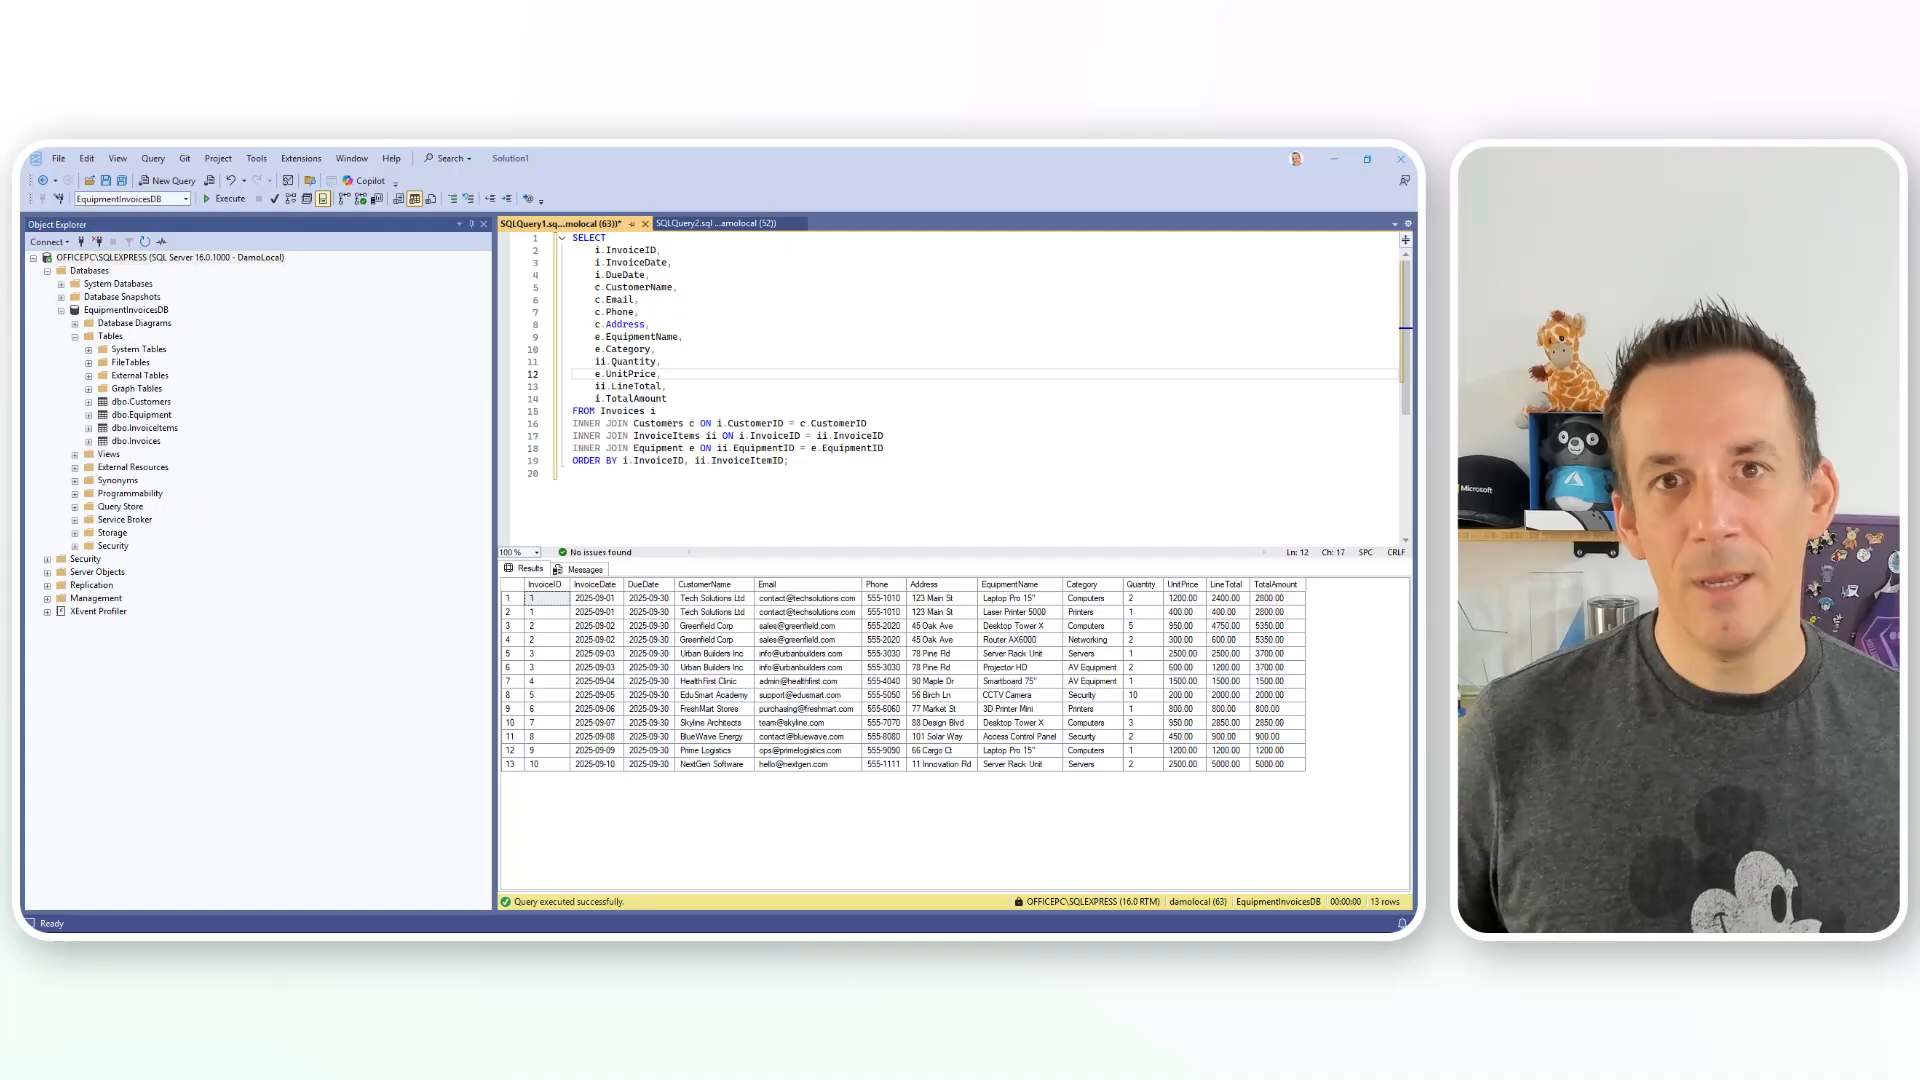 File Edit View Query Git Project Tools Extensions Window Help Search Solution1
New Query Copilot
EquipmentInvoicesDB Execute
Object Explorer
Connect
OFFICEPC\SQLEXPRESS (SQL Server 16.0.1000 - DamoLocal)
Databases
System Databases
Database Snapshots
EquipmentInvoicesDB
Database Diagrams
Tables
System Tables
FileTables
External Tables
Graph Tables
dbo.Customers
dbo.Equipment
dbo.InvoiceItems
dbo.Invoices
Views
External Resources
Synonyms
Programmability
Query Store
Service Broker
Storage
Security
Security
Server Objects
Replication
Management
XEvent Profiler
SQLQuery1.sq...molocal (63))* SQLQuery2.sql ...amolocal (52))
1 SELECT
2 i.InvoiceID,
3 i.InvoiceDate,
4 i.DueDate,
5 c.CustomerName,
6 c.Email,
7 c.Phone,
8 c.Address,
9 e.EquipmentName,
10 e.Category,
11 ii.Quantity,
12 e.UnitPrice,
13 ii.LineTotal,
14 i.TotalAmount
15 FROM Invoices i
16 INNER JOIN Customers c ON i.CustomerID = c.CustomerID
17 INNER JOIN InvoiceItems ii ON i.InvoiceID = ii.InvoiceID
18 INNER JOIN Equipment e ON ii.EquipmentID = e.EquipmentID
19 ORDER BY i.InvoiceID, ii.InvoiceItemID;
20
100 % No issues found Ln: 12 Ch: 17 SPC CRLF
Results Messages
InvoiceID InvoiceDate DueDate CustomerName Email Phone Address EquipmentName Category Quantity UnitPrice LineTotal TotalAmount
1 1 2025-09-01 2025-09-30 Tech Solutions Ltd contact@techsolutions.com 555-1010 123 Main St Laptop Pro 15" Computers 2 1200.00 2400.00 2800.00
2 1 2025-09-01 2025-09-30 Tech Solutions Ltd contact@techsolutions.com 555-1010 123 Main St Laser Printer 5000 Printers 1 400.00 400.00 2800.00
3 2 2025-09-02 2025-09-30 Greenfield Corp sales@greenfield.com 555-2020 45 Oak Ave Desktop Tower X Computers 5 950.00 4750.00 5350.00
4 2 2025-09-02 2025-09-30 Greenfield Corp sales@greenfield.com 555-2020 45 Oak Ave Router AX6000 Networking 2 300.00 600.00 5350.00
5 3 2025-09-03 2025-09-30 Urban Builders Inc info@urbanbuilders.com 555-3030 78 Pine Rd Server Rack Unit Servers 1 2500.00 2500.00 3700.00
6 3 2025-09-03 2025-09-30 Urban Builders Inc info@urbanbuilders.com 555-3030 78 Pine Rd Projector HD AV Equipment 2 600.00 1200.00 3700.00
7 4 2025-09-04 2025-09-30 HealthFirst Clinic admin@healthfirst.com 555-4040 90 Maple Dr Smartboard 75" AV Equipment 1 1500.00 1500.00 1500.00
8 5 2025-09-05 2025-09-30 EduSmart Academy support@edusmart.com 555-5050 56 Birch Ln CCTV Camera Security 10 200.00 2000.00 2000.00
9 6 2025-09-06 2025-09-30 FreshMart Stores purchasing@freshmart.com 555-6060 77 Market St 3D Printer Mini Printers 1 800.00 800.00 800.00
10 7 2025-09-07 2025-09-30 Skyline Architects team@skyline.com 555-7070 88 Design Blvd Desktop Tower X Computers 3 950.00 2850.00 2850.00
11 8 2025-09-08 2025-09-30 BlueWave Energy contact@bluewave.com 555-8080 101 Solar Way Access Control Panel Security 2 450.00 900.00 900.00
12 9 2025-09-09 2025-09-30 Prime Logistics ops@primelogistics.com 555-9090 66 Cargo Ct Laptop Pro 15" Computers 1 1200.00 1200.00 1200.00
13 10 2025-09-10 2025-09-30 NextGen Software hello@nextgen.com 555-1111 11 Innovation Rd Server Rack Unit Servers 2 2500.00 5000.00 5000.00
Query executed successfully. OFFICEPC\SQLEXPRESS (16.0 RTM) damolocal (63) EquipmentInvoicesDB 00:00:00 13 rows
Ready
Microsoft